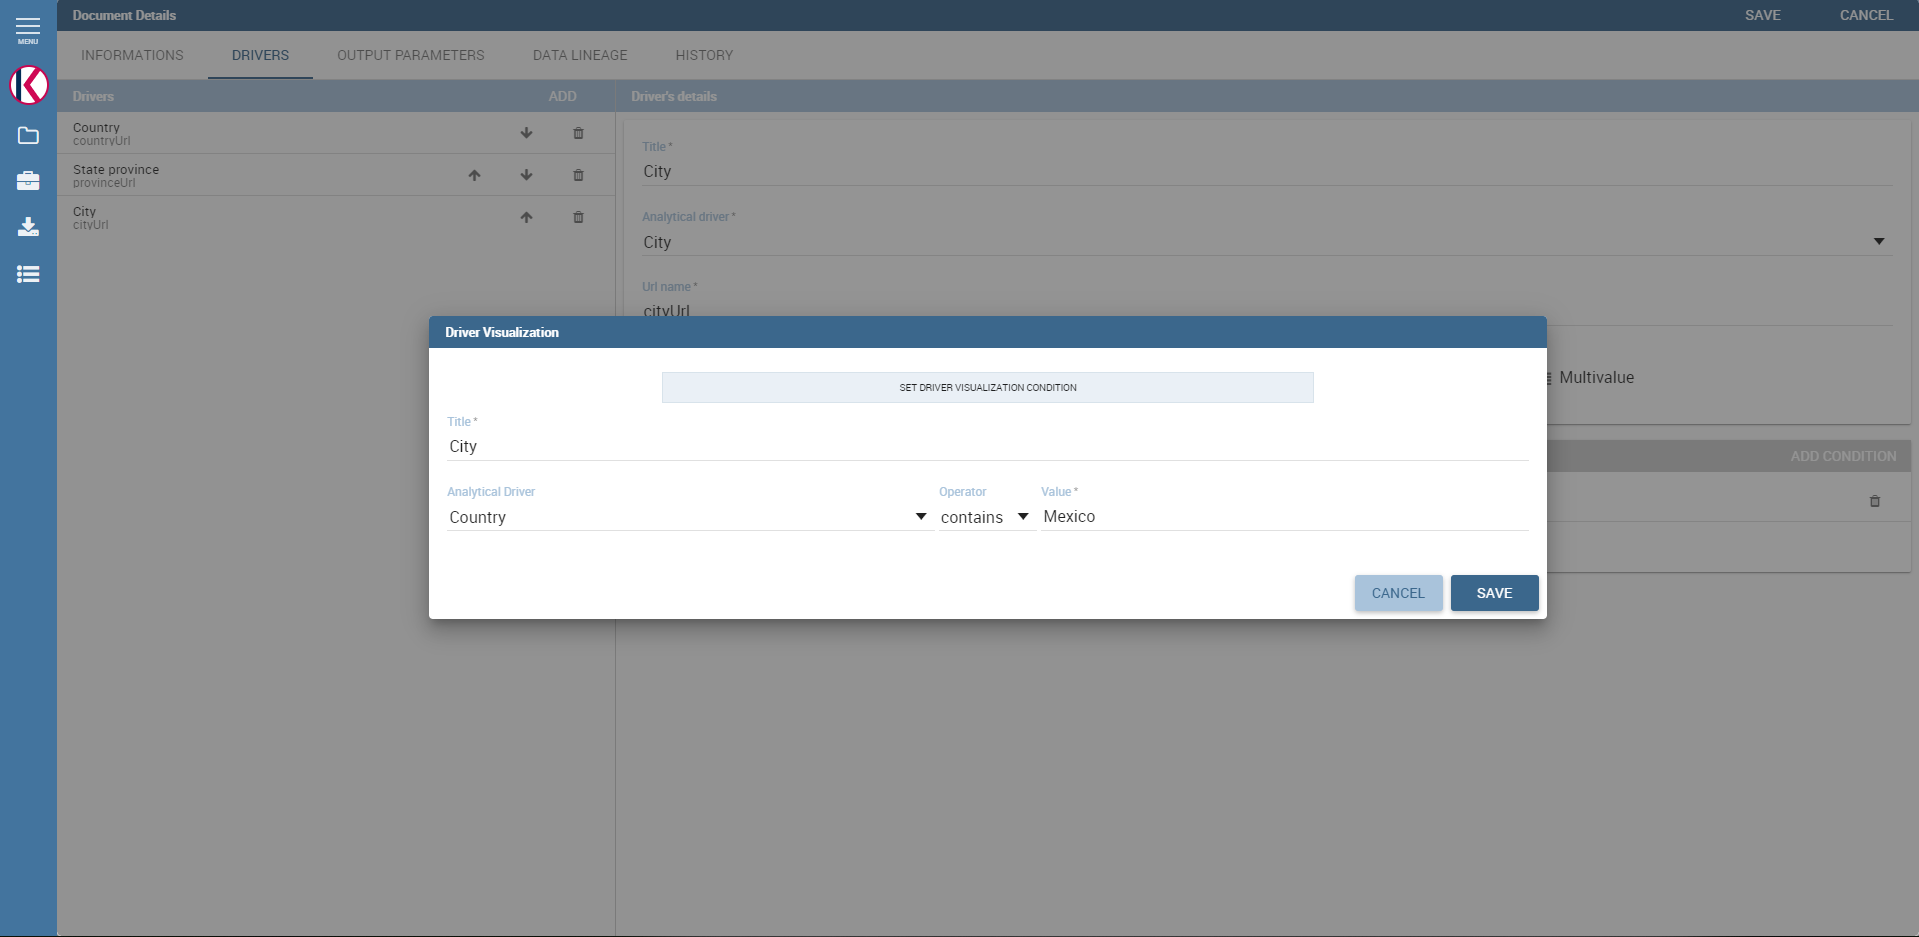 MENU
Document Details
SAVE
CANCEL
INFORMATIONS
DRIVERS
OUTPUT PARAMETERS
DATA LINEAGE
HISTORY
Drivers
ADD
Driver's details
Country
countryUrl
State province
provinceUrl
City
cityUrl
Title *
City
Analytical driver *
City
Url name *
cityUrl
Multivalue
ADD CONDITION
Driver Visualization
SET DRIVER VISUALIZATION CONDITION
Title *
City
Analytical Driver
Operator
Value *
Country
contains
Mexico
CANCEL
SAVE